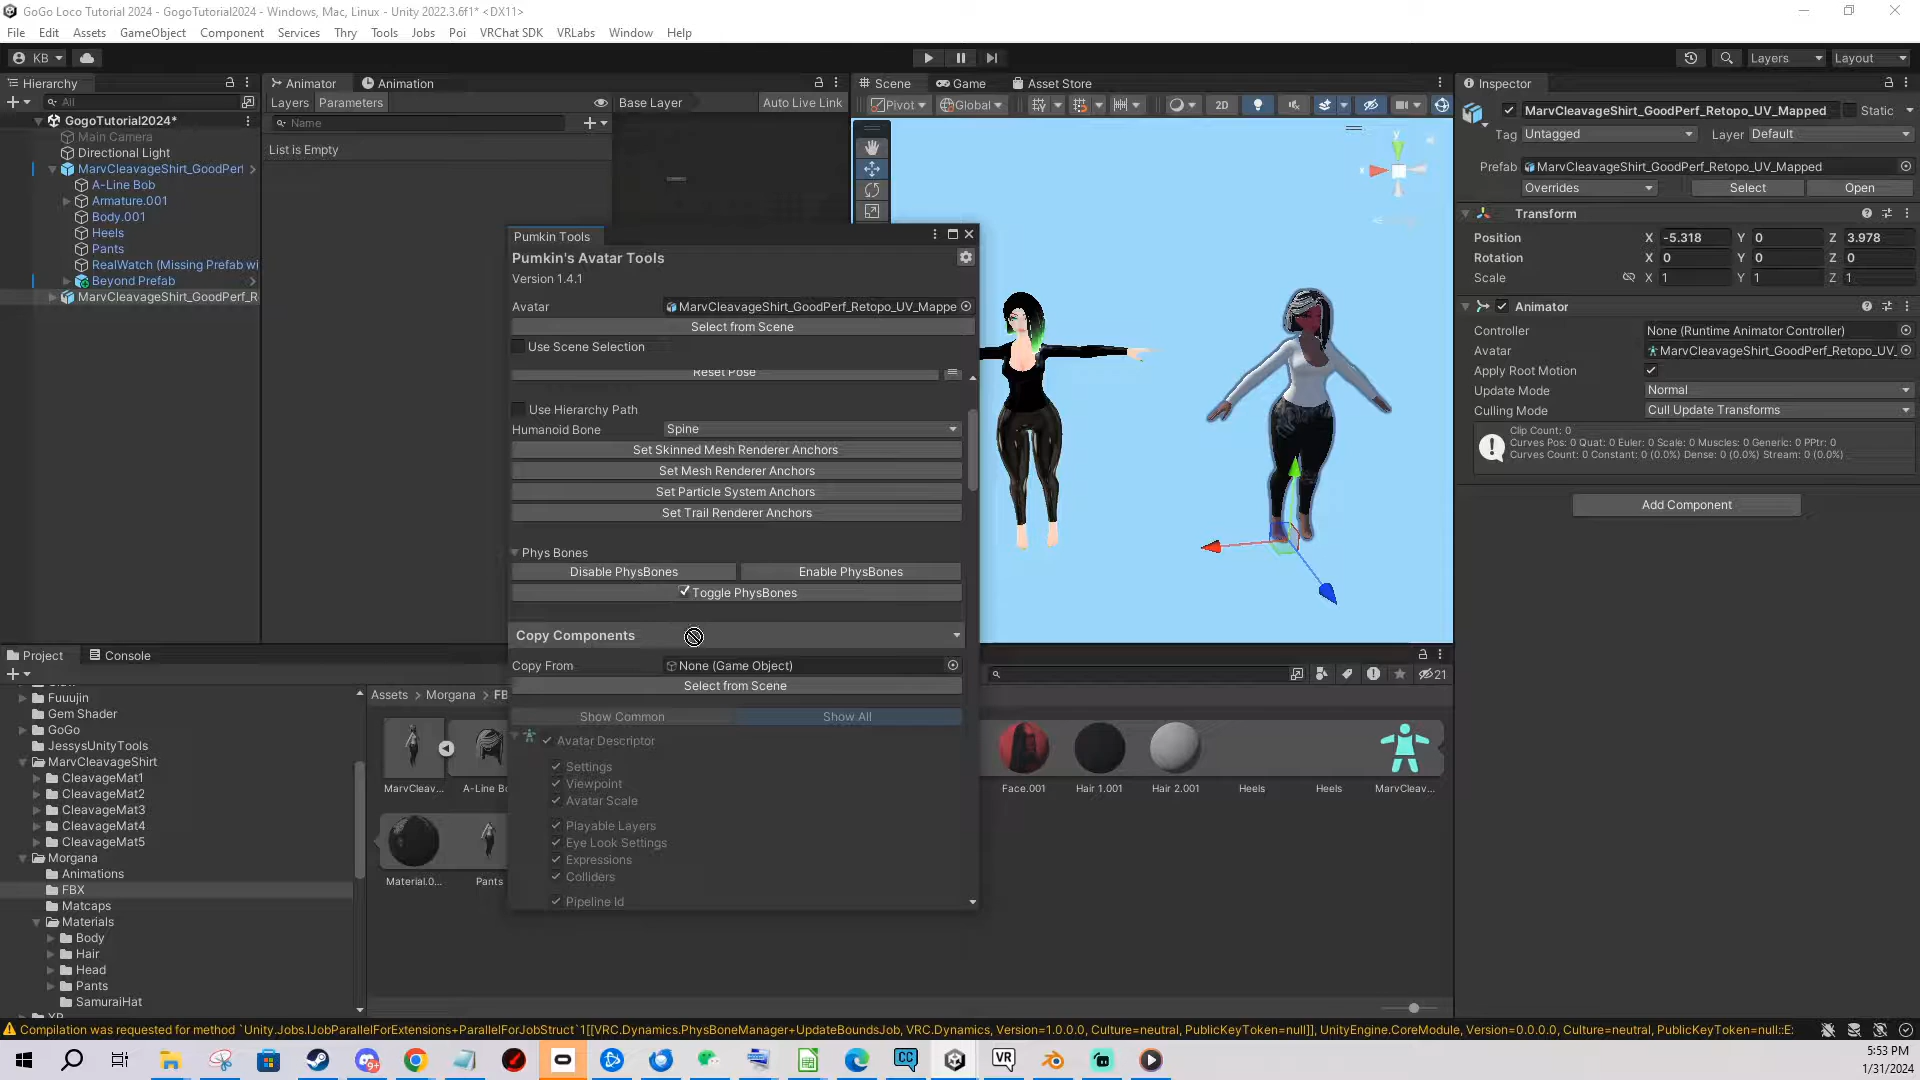 GoGo Loco Tutorial 2024 - GogoTutorial2024 - Windows, Mac, Linux - Unity 2022.3.6f1* <DX11>
File Edit Assets GameObject Component Services Thry Tools Jobs Poi VRChat SDK VRLabs Window Help
KB Layers Layout
Hierarchy
All
GogoTutorial2024*
Main Camera
Directional Light
MarvCleavageShirt_GoodPerf
A-Line Bob
Armature.001
Body.001
Heels
Pants
RealWatch (Missing Prefab wi
Beyond Prefab
MarvCleavageShirt_GoodPerf_R
Animator Animation
Layers Parameters Base Layer Auto Live Link
Name
List is Empty
Scene Game Asset Store
Pivot Global 2D
y
x
Pumkin Tools
Pumkin's Avatar Tools
Version 1.4.1
Avatar MarvCleavageShirt_GoodPerf_Retopo_UV_Mappe
Select from Scene
Use Scene Selection
Reset Pose
Use Hierarchy Path
Humanoid Bone Spine
Set Skinned Mesh Renderer Anchors
Set Mesh Renderer Anchors
Set Particle System Anchors
Set Trail Renderer Anchors
Phys Bones
Disable PhysBones Enable PhysBones
Toggle PhysBones
Copy Components
Copy From None (Game Object)
Select from Scene
Show Common Show All
Avatar Descriptor
Settings
Viewpoint
Avatar Scale
Playable Layers
Eye Look Settings
Expressions
Colliders
Pipeline Id
Inspector
MarvCleavageShirt_GoodPerf_Retopo_UV_Mapped Static
Tag Untagged Layer Default
Prefab MarvCleavageShirt_GoodPerf_Retopo_UV_Mapped
Overrides Select Open
Transform
Position X -5.318 Y 0 Z 3.978
Rotation X 0 Y 0 Z 0
Scale X 1 Y 1 Z 1
Animator
Controller None (Runtime Animator Controller)
Avatar MarvCleavageShirt_GoodPerf_Retopo_UV_
Apply Root Motion
Update Mode Normal
Culling Mode Cull Update Transforms
Clip Count: 0
Curves Pos: 0 Quat: 0 Euler: 0 Scale: 0 Muscles: 0 Generic: 0 PPtr: 0
Curves Count: 0 Constant: 0 (0.0%) Dense: 0 (0.0%) Stream: 0 (0.0%)
Add Component
Project Console
21
Fuuujin
Gem Shader
GoGo
JessysUnityTools
MarvCleavageShirt
CleavageMat1
CleavageMat2
CleavageMat3
CleavageMat4
CleavageMat5
Morgana
Animations
FBX
Matcaps
Materials
Body
Hair
Head
Pants
SamuraiHat
Assets > Morgana > FB
MarvCleav... A-Line Bo Face.001 Hair 1.001 Hair 2.001 Heels Heels MarvCleav...
Material.0... Pants
Compilation was requested for method `Unity.Jobs.IJobParallelForExtensions+ParallelForJobStruct`1[[VRC.Dynamics.PhysBoneManager+UpdateBoundsJob, VRC.Dynamics, Version=1.0.0.0, Culture=neutral, PublicKeyToken=null]], UnityEngine.CoreModule, Version=0.0.0.0, Culture=neutral, PublicKeyToken=null::E:
CC VR
5:53 PM
1/31/2024